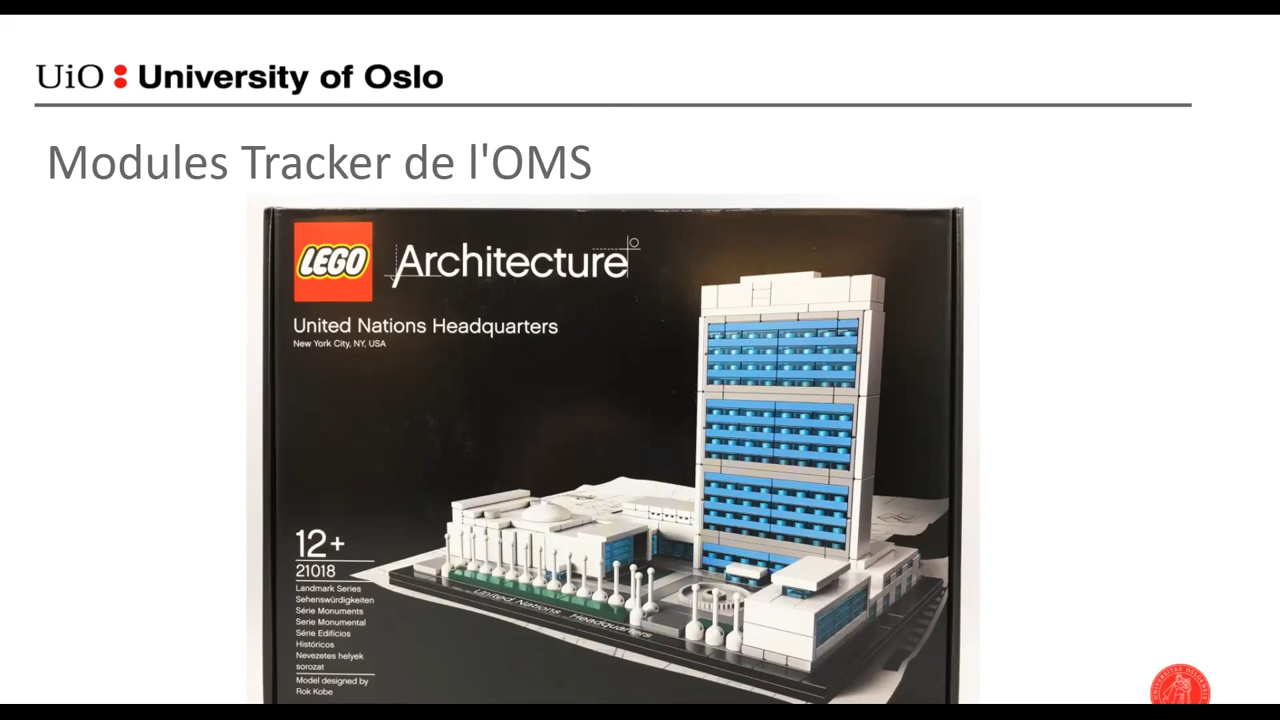 UiO : University of Oslo
Modules Tracker de l'OMS
LEGO Architecture
United Nations Headquarters
New York City, NY, USA
12+
21018
Landmark Series
Sehenswürdigkeiten
Série Monuments
Serie Monumental
Série Edifícios
Históricos
Nevezetes helyek
sorozat
Model designed by
Rok Kobe
United Nations Headquarters